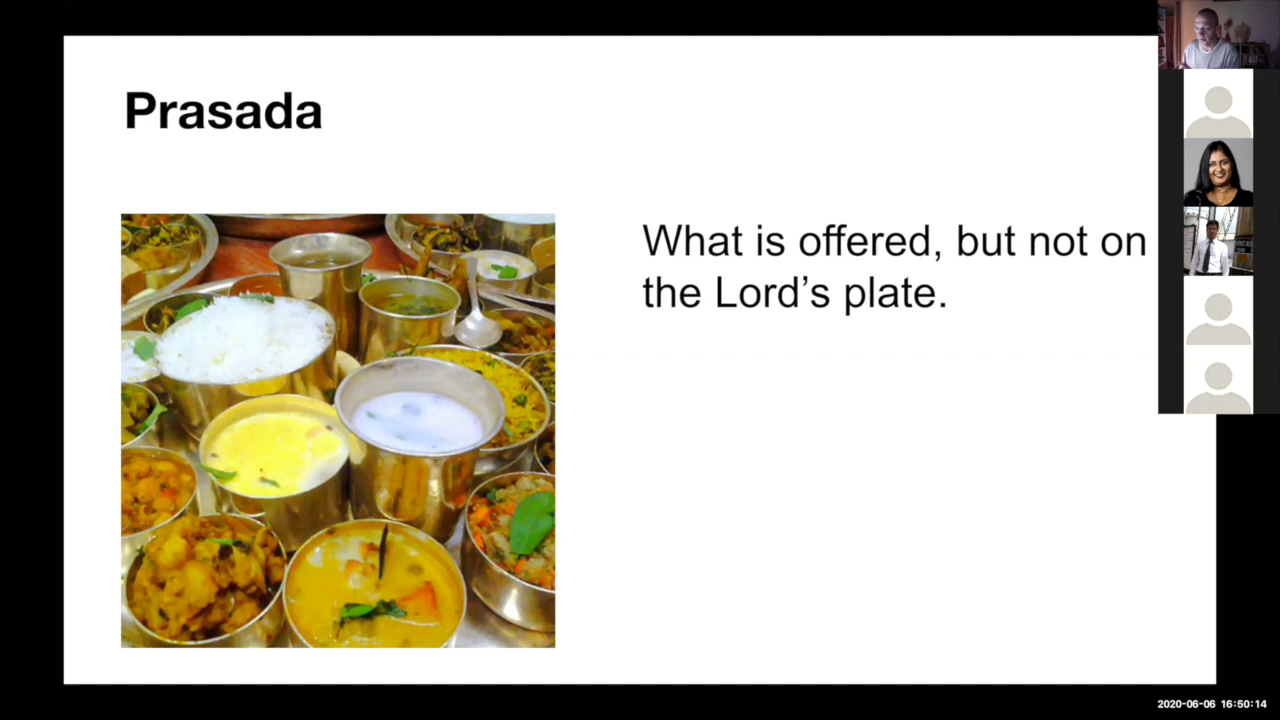 Prasada
What is offered, but not on
the Lord’s plate.
2020-06-06 16:50:14